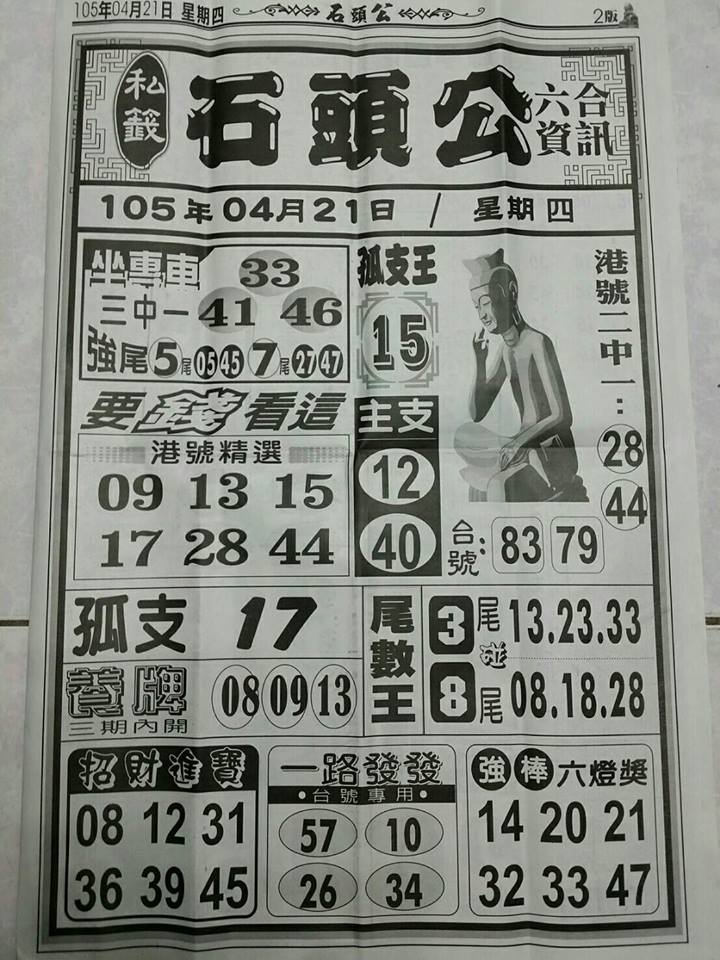 105年04月21日 星期四
石頭公
2版
私籤
石頭公
六合資訊
105年04月21日 / 星期四
坐專車
33
三中一 41 46
強尾 5尾 05 45 7尾 27 47
孤支王
15
港號二中一：
28
44
要錢看這
港號精選
09 13 15
17 28 44
主支
12
40
台號： 83 79
孤支 17
養牌
三期內開
08 09 13
尾數王
3尾 13.23.33
碰
8尾 08.18.28
招財進寶
08 12 31
36 39 45
一路發發
•台號專用•
57 10
26 34
強棒六燈獎
14 20 21
32 33 47